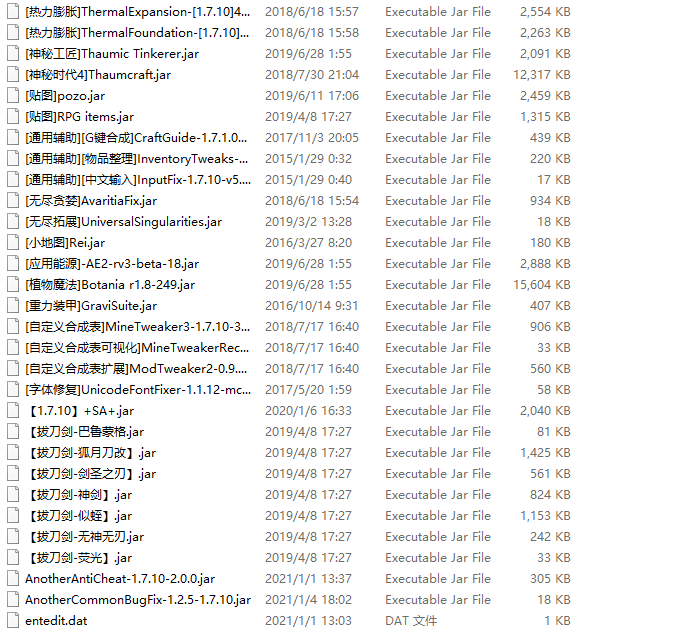 [热力膨胀]ThermalExpansion-[1.7.10]4... 2018/6/18 15:57 Executable Jar File 2,554 KB
[热力膨胀]ThermalFoundation-[1.7.10]... 2018/6/18 15:58 Executable Jar File 2,263 KB
[神秘工匠]Thaumic Tinkerer.jar 2019/6/28 1:55 Executable Jar File 2,091 KB
[神秘时代4]Thaumcraft.jar 2018/7/30 21:04 Executable Jar File 12,317 KB
[贴图]pozo.jar 2019/6/11 17:06 Executable Jar File 2,459 KB
[贴图]RPG items.jar 2019/4/8 17:27 Executable Jar File 1,315 KB
[通用辅助][G键合成]CraftGuide-1.7.1.0... 2017/11/3 20:05 Executable Jar File 439 KB
[通用辅助][物品整理]InventoryTweaks-... 2015/1/29 0:32 Executable Jar File 220 KB
[通用辅助][中文输入]InputFix-1.7.10-v5.... 2015/1/29 0:40 Executable Jar File 17 KB
[无尽贪婪]AvaritiaFix.jar 2018/6/18 15:54 Executable Jar File 934 KB
[无尽拓展]UniversalSingularities.jar 2019/3/2 13:28 Executable Jar File 18 KB
[小地图]Rei.jar 2016/3/27 8:20 Executable Jar File 180 KB
[应用能源]-AE2-rv3-beta-18.jar 2019/6/28 1:55 Executable Jar File 2,888 KB
[植物魔法]Botania r1.8-249.jar 2019/6/28 1:55 Executable Jar File 15,604 KB
[重力装甲]GraviSuite.jar 2016/10/14 9:31 Executable Jar File 407 KB
[自定义合成表]MineTweaker3-1.7.10-3... 2018/7/17 16:40 Executable Jar File 906 KB
[自定义合成表可视化]MineTweakerRec... 2018/7/17 16:40 Executable Jar File 33 KB
[自定义合成表扩展]ModTweaker2-0.9.... 2018/7/17 16:40 Executable Jar File 560 KB
[字体修复]UnicodeFontFixer-1.1.12-mc... 2017/5/20 1:59 Executable Jar File 58 KB
【1.7.10】+SA+.jar 2020/1/6 16:33 Executable Jar File 2,040 KB
【拔刀剑-巴鲁蒙格.jar 2019/4/8 17:27 Executable Jar File 81 KB
【拔刀剑-狐月刀改】.jar 2019/4/8 17:27 Executable Jar File 1,425 KB
【拔刀剑-剑圣之刃】.jar 2019/4/8 17:27 Executable Jar File 561 KB
【拔刀剑-神剑】.jar 2019/4/8 17:27 Executable Jar File 824 KB
【拔刀剑-似蛭】.jar 2019/4/8 17:27 Executable Jar File 1,153 KB
【拔刀剑-无神无刃.jar 2019/4/8 17:27 Executable Jar File 242 KB
【拔刀剑-荧光】.jar 2019/4/8 17:27 Executable Jar File 33 KB
AnotherAntiCheat-1.7.10-2.0.0.jar 2021/1/1 13:37 Executable Jar File 305 KB
AnotherCommonBugFix-1.2.5-1.7.10.jar 2021/1/4 18:02 Executable Jar File 18 KB
entedit.dat 2021/1/1 13:03 DAT 文件 1 KB